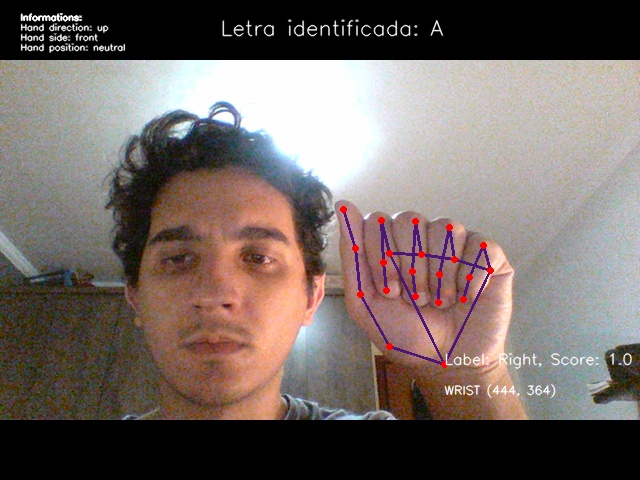 Informations:
Hand direction: up
Hand side: front
Hand position: neutral
Letra identificada: A
Label: Right, Score: 1.0
WRIST (444, 364)